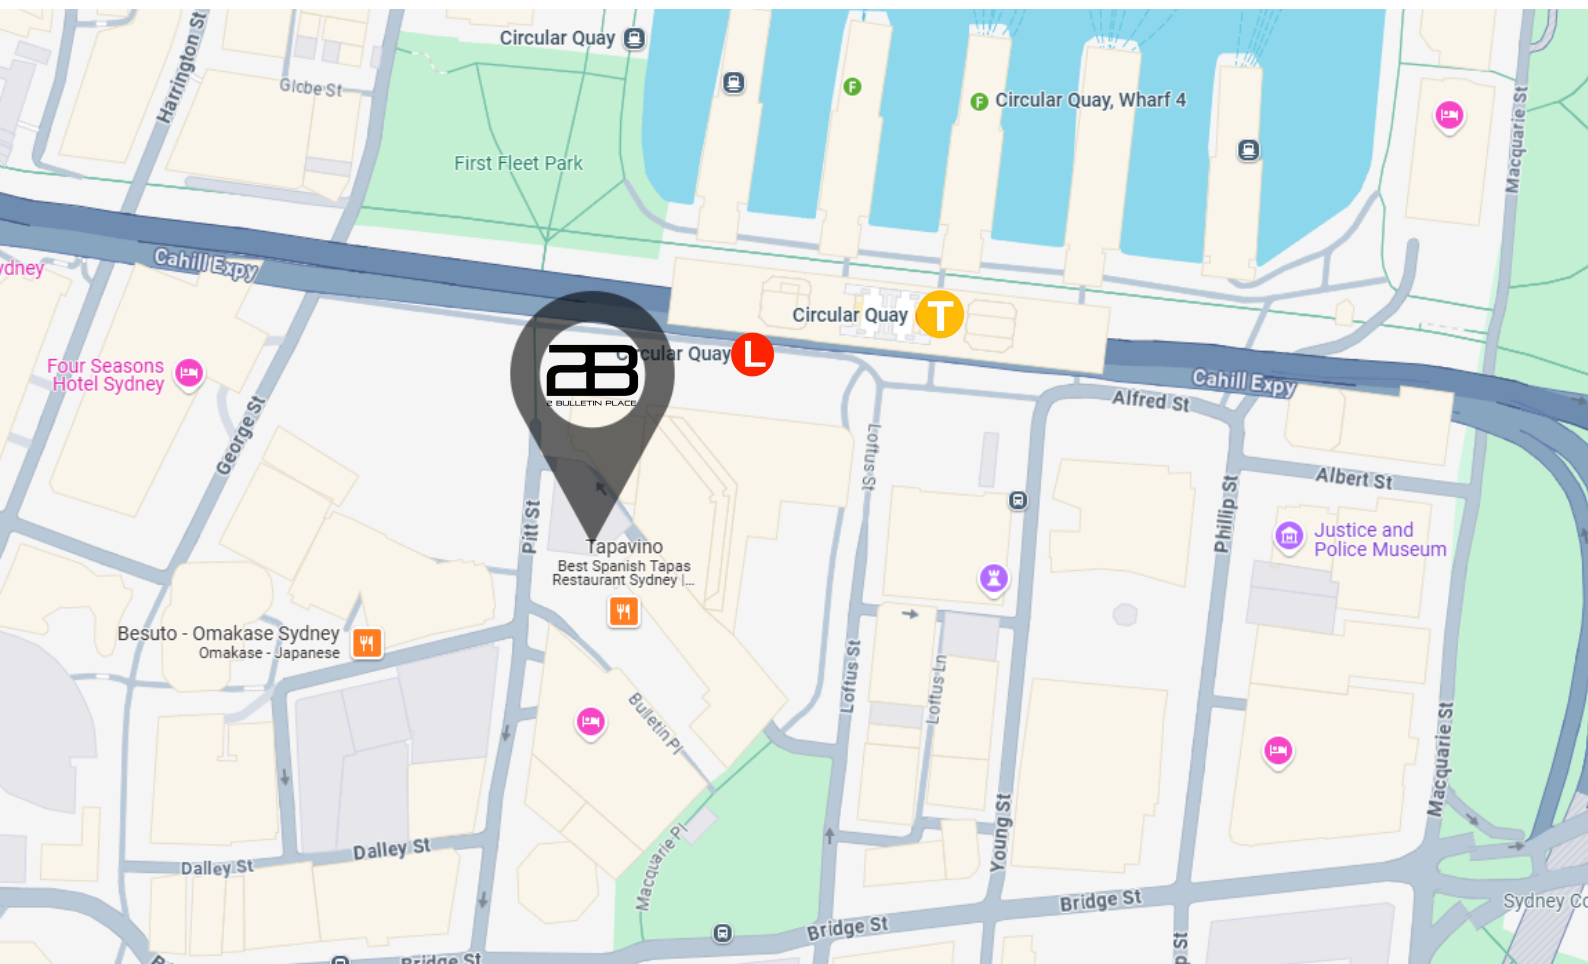 Harrington St
Circular Quay
Glcbe St
F
F
Circular Quay, Wharf 4
Macquarie St
First Fleet Park
Cahill Expy
ydney
Circular Quay
T
Circular Quay
L
2B
2 BULLETIN PLACE
Four Seasons
Hotel Sydney
Cahill Expy
Alfred St
George St
Loftus St
Albert St
Pitt St
Phillip St
Justice and
Police Museum
Tapavino
Best Spanish Tapas
Restaurant Sydney |...
Besuto - Omakase Sydney
Omakase - Japanese
Loftus St
Loftus Ln
Bulletin Pl
Macquarie St
Young St
Dalley St
Dalley St
Macquarie Pl
Bridge St
Bridge St
Sydney Co
p St
Bridge St